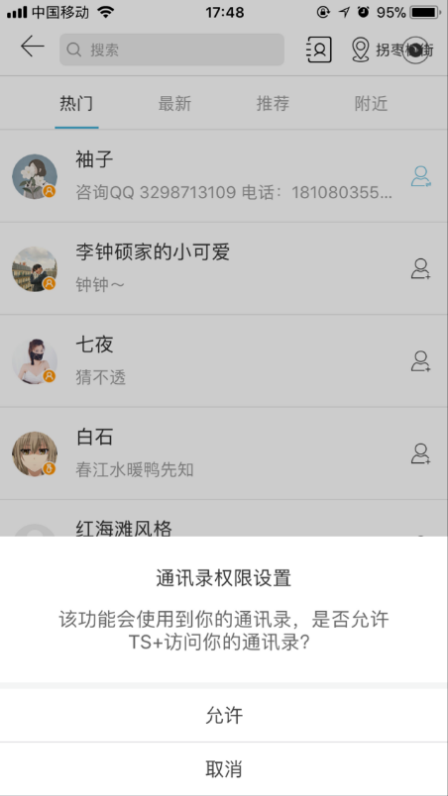 中国移动 17:48 95%
搜索 拐枣 街
热门 最新 推荐 附近
袖子
咨询QQ 3298713109 电话：181080355...
李钟硕家的小可爱
钟钟～
七夜
猜不透
白石
春江水暖鸭先知
红海滩风格
通讯录权限设置
该功能会使用到你的通讯录，是否允许
TS+访问你的通讯录？
允许
取消